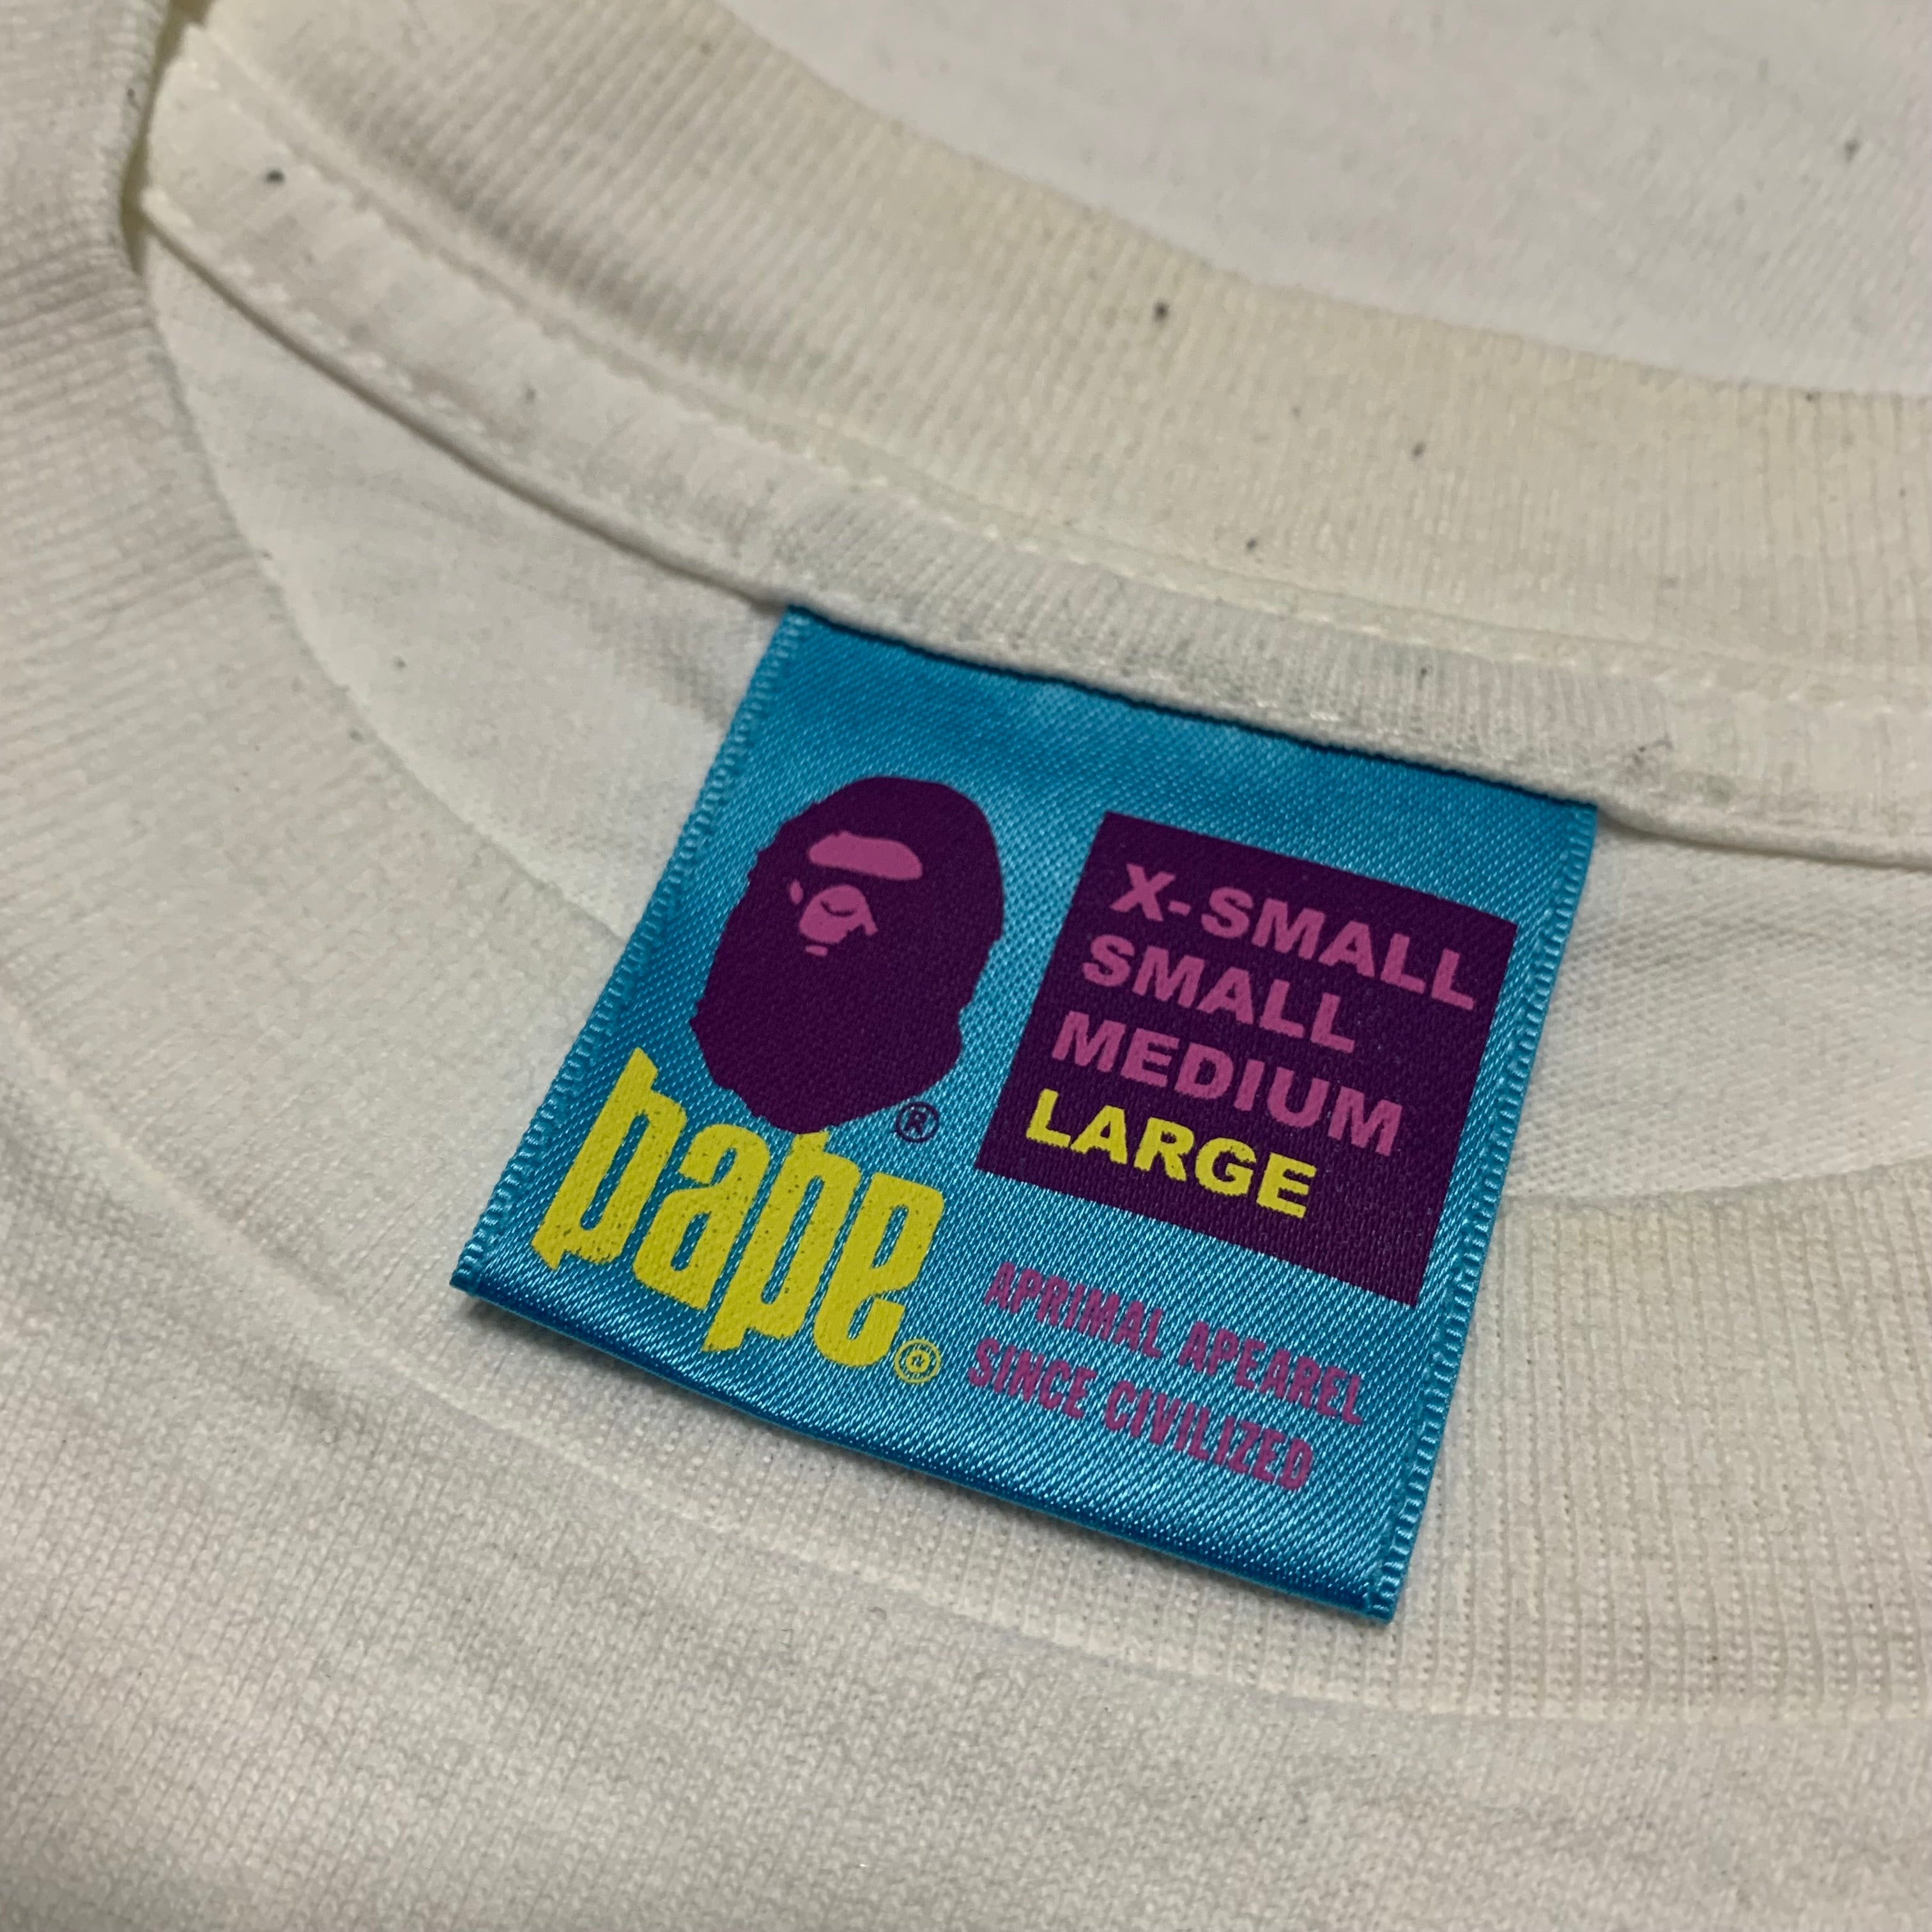 X-SMALL
SMALL
MEDIUM
LARGE
®
bape®
APRIMAL APEAREL
SINCE CIVILIZED